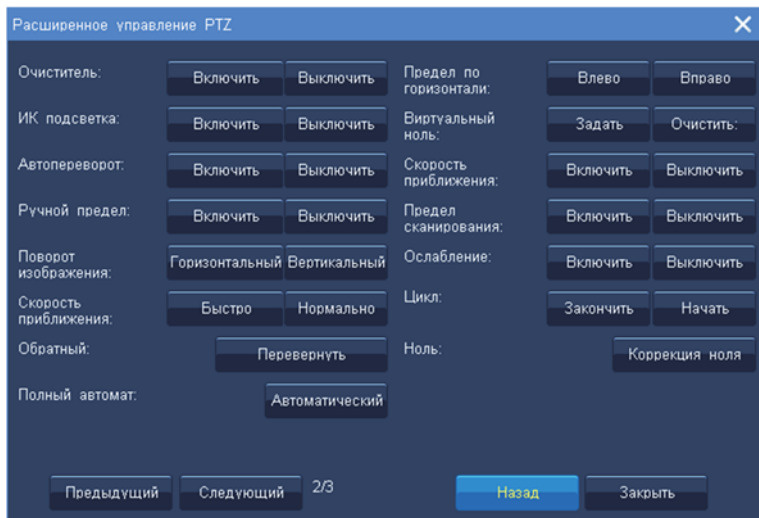 Расширенное управление PTZ
Очиститель: Включить Выключить
Предел по
горизонтали: Влево Вправо
ИК подсветка: Включить Выключить
Виртуальный
ноль: Задать Очистить:
Автопереворот: Включить Выключить
Скорость
приближения: Включить Выключить
Ручной предел: Включить Выключить
Предел
сканирования: Включить Выключить
Поворот
изображения: Горизонтальный Вертикальный
Ослабление: Включить Выключить
Скорость
приближения: Быстро Нормально
Цикл: Закончить Начать
Обратный: Перевернуть
Ноль: Коррекция ноля
Полный автомат: Автоматический
Предыдущий Следующий 2/3 Назад Закрыть